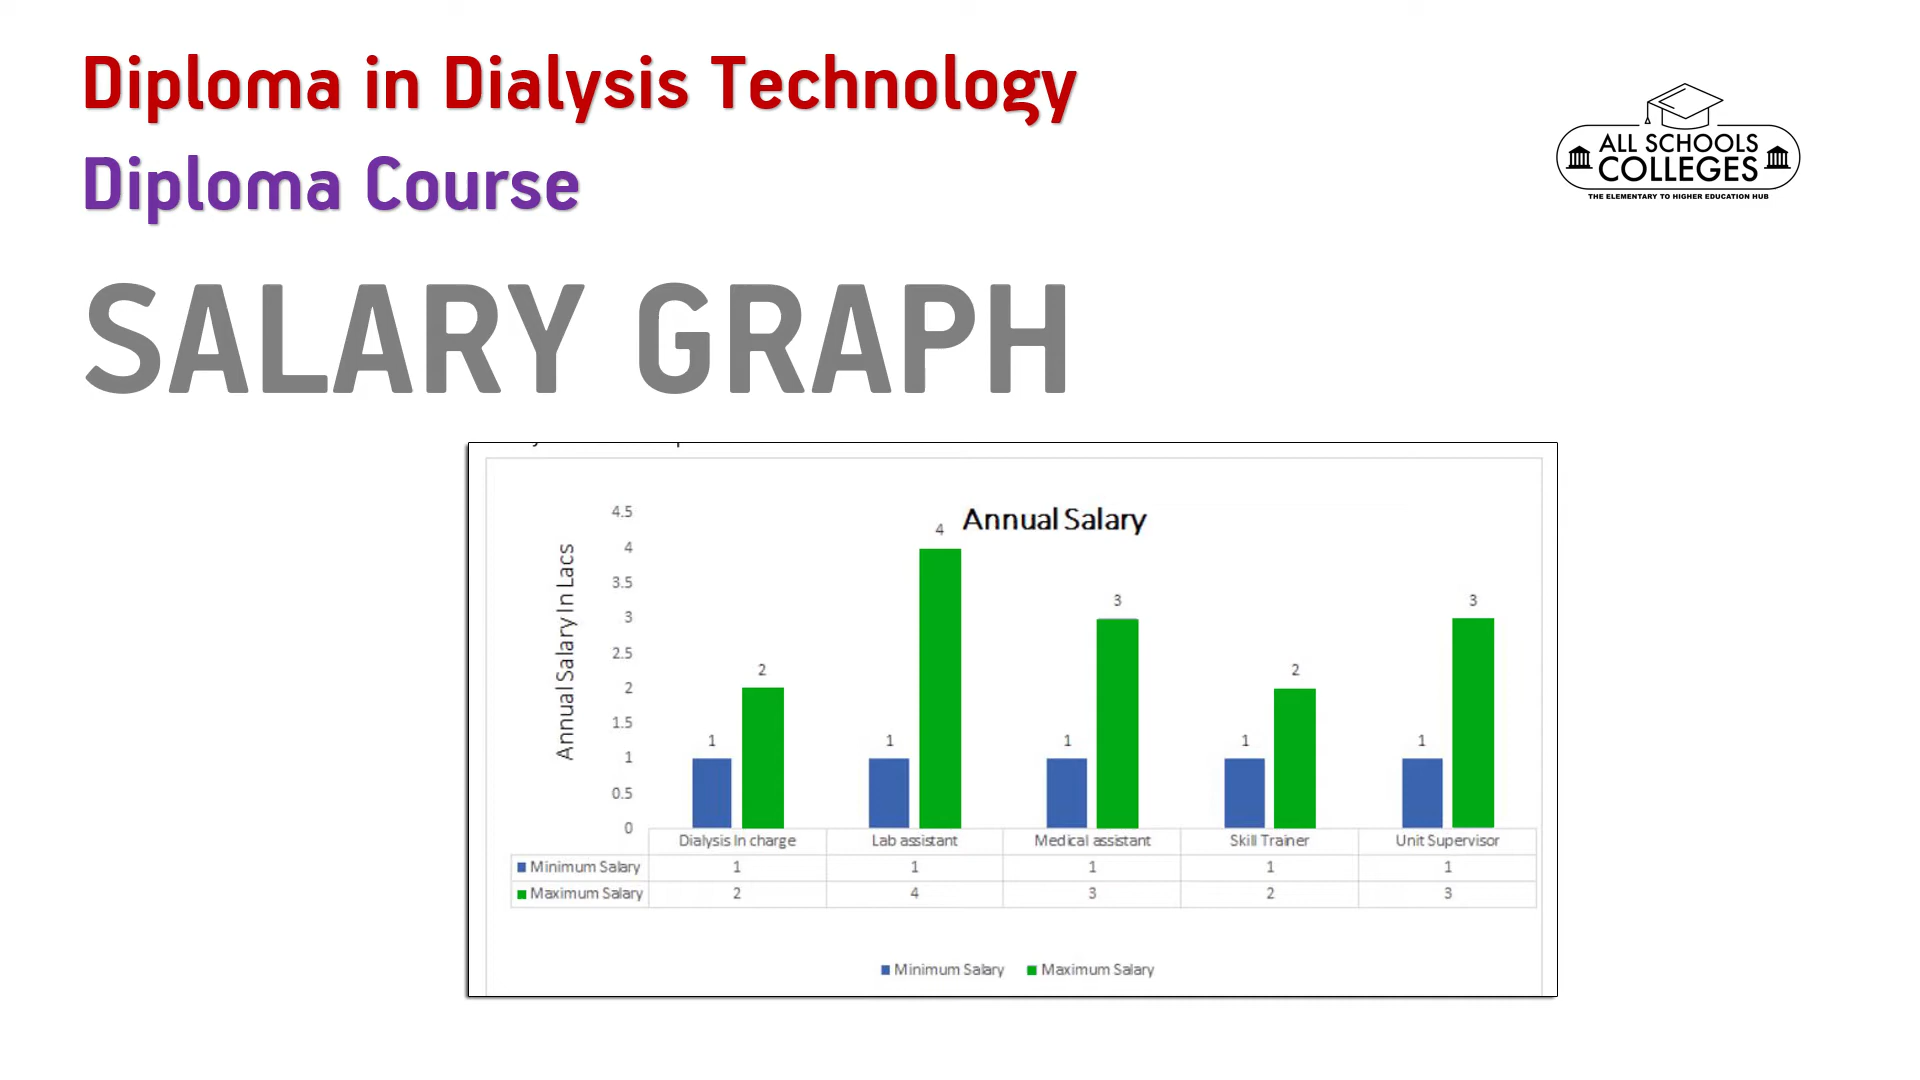 Diploma in Dialysis Technology
Diploma Course
ALL SCHOOLS
COLLEGES
THE ELEMENTARY TO HIGHER EDUCATION HUB
SALARY GRAPH
Annual Salary
Annual Salary In Lacs
4.5
4
3.5
3
2.5
2
1.5
1
0.5
0
1 2 1 4 1 3 1 2 1 3
Dialysis In charge Lab assistant Medical assistant Skill Trainer Unit Supervisor
Minimum Salary 1 1 1 1 1
Maximum Salary 2 4 3 2 3
Minimum Salary Maximum Salary